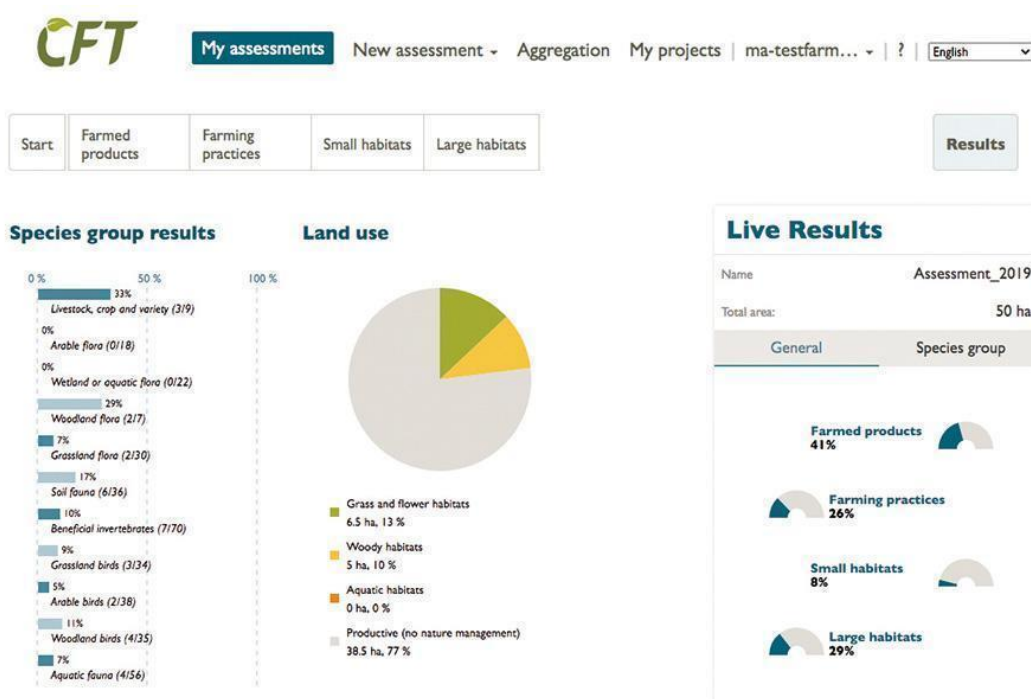 CFT
My assessments New assessment Aggregation My projects | ma-testfarm... | ? | English
Start
Farmed products
Farming practices
Small habitats
Large habitats
Results
Species group results
0 % 50 % 100 %
33%
Livestock, crop and variety (3/9)
0%
Arable flora (0/18)
0%
Wetland or aquatic flora (0/22)
29%
Woodland flora (2/7)
7%
Grassland flora (2/30)
17%
Soil fauna (6/36)
10%
Beneficial invertebrates (7/70)
9%
Grassland birds (3/34)
5%
Arable birds (2/38)
11%
Woodland birds (4/35)
7%
Aquatic fauna (4/56)
Land use
Grass and flower habitats
6.5 ha, 13 %
Woody habitats
5 ha, 10 %
Aquatic habitats
0 ha, 0 %
Productive (no nature management)
38.5 ha, 77 %
Live Results
Name Assessment_2019
Total area: 50 ha
General Species group
Farmed products
41%
Farming practices
26%
Small habitats
8%
Large habitats
29%